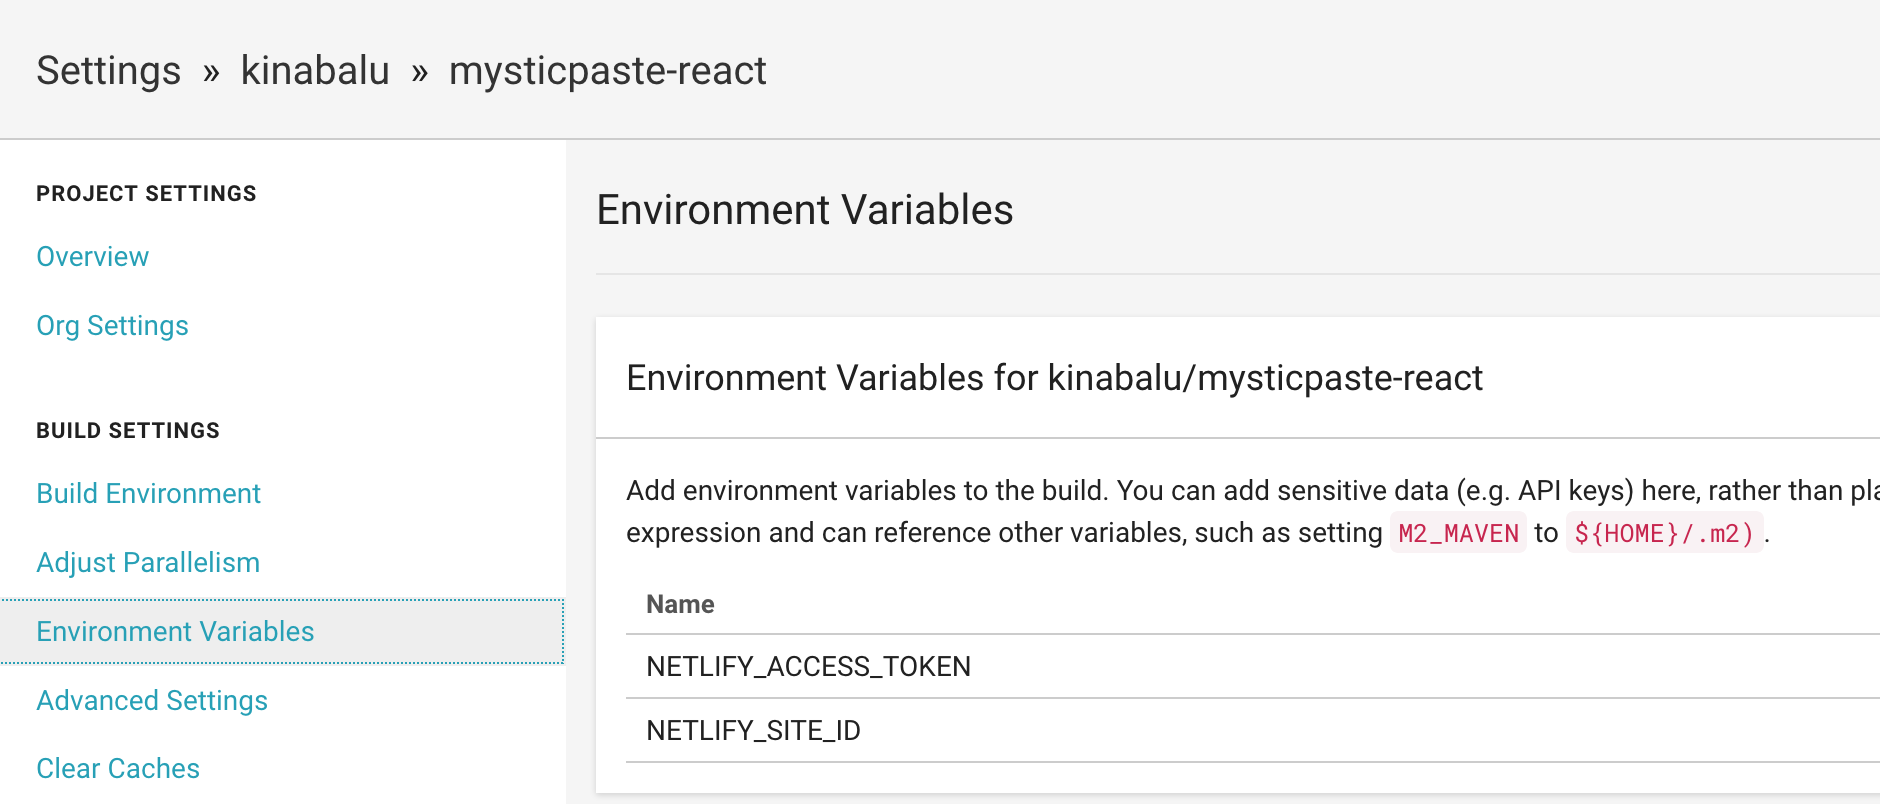 Settings » kinabalu » mysticpaste-react
PROJECT SETTINGS
Overview
Org Settings
BUILD SETTINGS
Build Environment
Adjust Parallelism
Environment Variables
Advanced Settings
Clear Caches
Environment Variables
Environment Variables for kinabalu/mysticpaste-react
Add environment variables to the build. You can add sensitive data (e.g. API keys) here, rather than
expression and can reference other variables, such as setting M2_MAVEN to ${HOME}/.m2) .
Name
NETLIFY_ACCESS_TOKEN
NETLIFY_SITE_ID